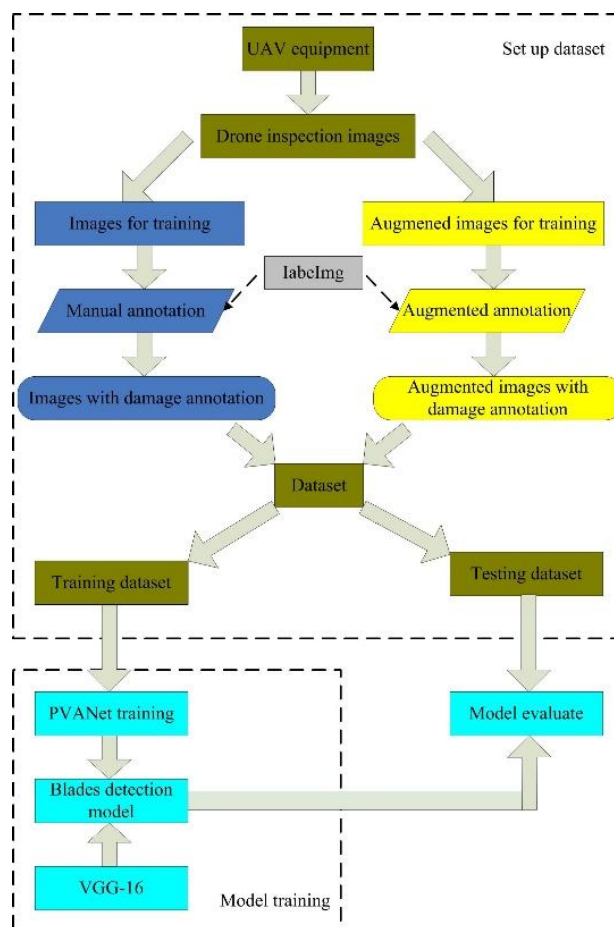 UAV equipment
Set up dataset
Drone inspection images
Images for training
Augmened images for training
IabeImg
Manual annotation
Augmented annotation
Images with damage annotation
Augmented images with
damage annotation
Dataset
Training dataset
Testing dataset
PVANet training
Model evaluate
Blades detection
model
VGG-16
Model training